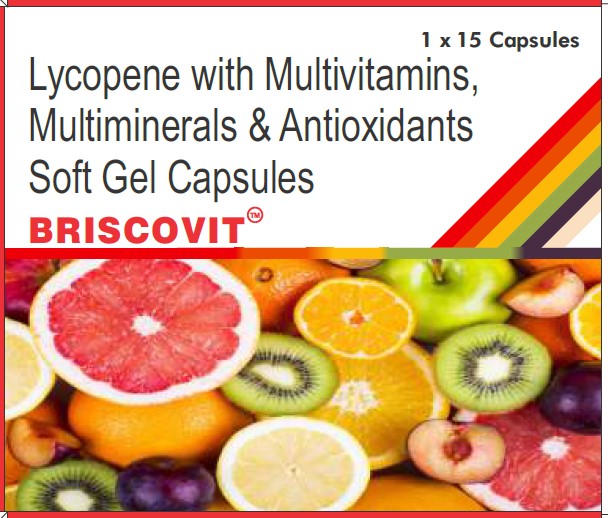 1 x 15 Capsules
Lycopene with Multivitamins,
Multiminerals & Antioxidants
Soft Gel Capsules
BRISCOVIT™